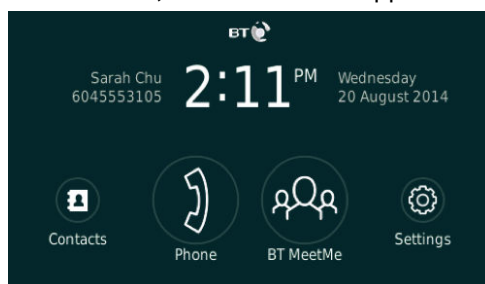 BT
Sarah Chu
6045553105
2:11 PM
Wednesday
20 August 2014
Contacts
Phone
BT MeetMe
Settings